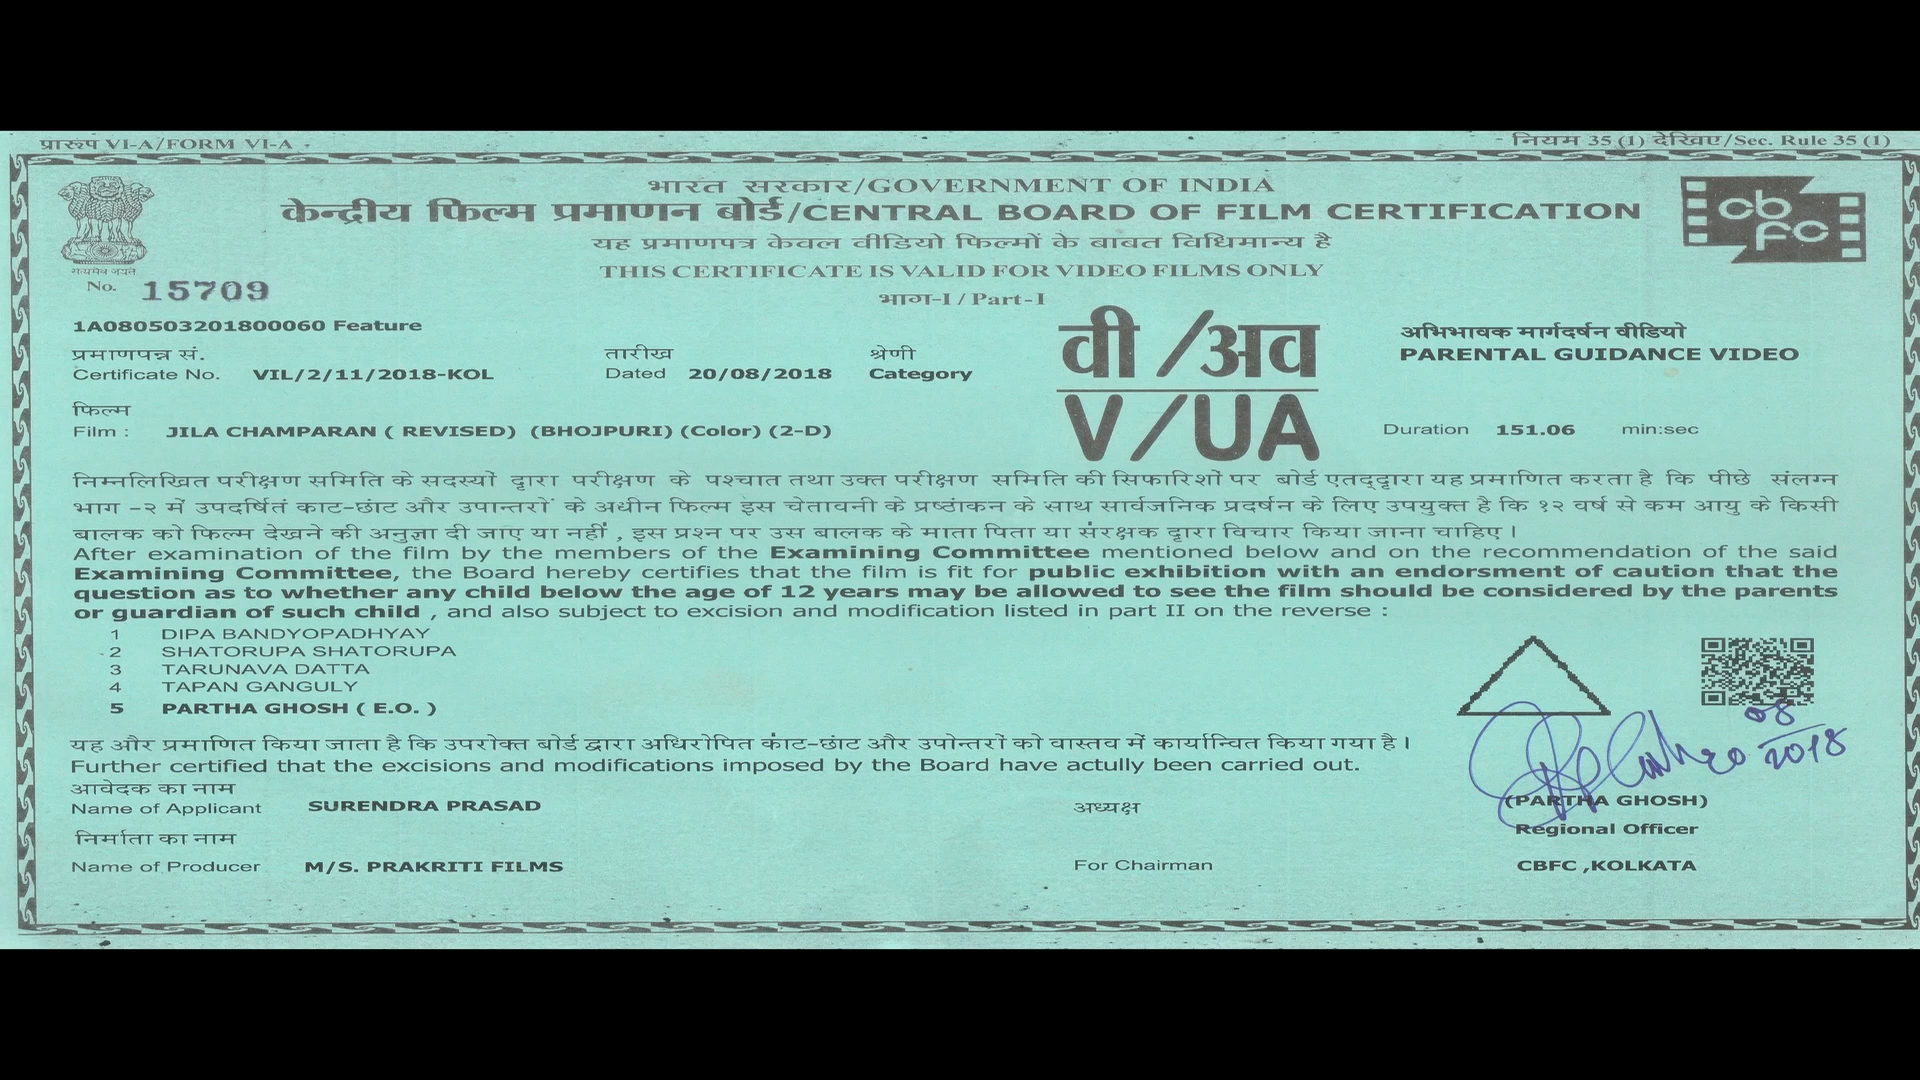 प्रारूप VI-A/FORM VI-A
नियम 35 (1) देखिए/Sec. Rule 35 (1)
भारत सरकार/GOVERNMENT OF INDIA
केन्द्रीय फिल्म प्रमाणन बोर्ड/CENTRAL BOARD OF FILM CERTIFICATION
cbfc
यह प्रमाणपत्र केवल वीडियो फिल्मों के बाबत विधिमान्य है
THIS CERTIFICATE IS VALID FOR VIDEO FILMS ONLY
सत्यमेव जयते
No. 15709
भाग-I / Part-I
1A080503201800060 Feature
वी /अव
अभिभावक मार्गदर्षन वीडियो
PARENTAL GUIDANCE VIDEO
प्रमाणपत्र सं. तारीख श्रेणी
Certificate No. VIL/2/11/2018-KOL Dated 20/08/2018 Category
V/UA
फिल्म
Film : JILA CHAMPARAN ( REVISED) (BHOJPURI) (Color) (2-D) Duration 151.06 min:sec
निम्नलिखित परीक्षण समिति के सदस्यों द्वारा परीक्षण के पश्चात तथा उक्त परीक्षण समिति की सिफारिशों पर बोर्ड एतद्द्वारा यह प्रमाणित करता है कि पीछे संलग्न
भाग -२ में उपदर्षितं काट-छांट और उपान्तरों के अधीन फिल्म इस चेतावनी के प्रष्ठांकन के साथ सार्वजनिक प्रदर्षन के लिए उपयुक्त है कि १२ वर्ष से कम आयु के किसी
बालक को फिल्म देखने की अनुज्ञा दी जाए या नहीं , इस प्रश्न पर उस बालक के माता पिता या संरक्षक द्वारा विचार किया जाना चाहिए ।
After examination of the film by the members of the Examining Committee mentioned below and on the recommendation of the said
Examining Committee, the Board hereby certifies that the film is fit for public exhibition with an endorsment of caution that the
question as to whether any child below the age of 12 years may be allowed to see the film should be considered by the parents
or guardian of such child , and also subject to excision and modification listed in part II on the reverse :
1 DIPA BANDYOPADHYAY
2 SHATORUPA SHATORUPA
3 TARUNAVA DATTA
4 TAPAN GANGULY
5 PARTHA GHOSH ( E.O. )
08
2018
यह और प्रमाणित किया जाता है कि उपरोक्त बोर्ड द्वारा अधिरोपित कांट-छांट और उपोन्तरों को वास्तव में कार्यान्वित किया गया है ।
Further certified that the excisions and modifications imposed by the Board have actully been carried out.
आवेदक का नाम
Name of Applicant SURENDRA PRASAD अध्यक्ष (PARTHA GHOSH)
Regional Officer
निर्माता का नाम
Name of Producer M/S. PRAKRITI FILMS For Chairman CBFC ,KOLKATA